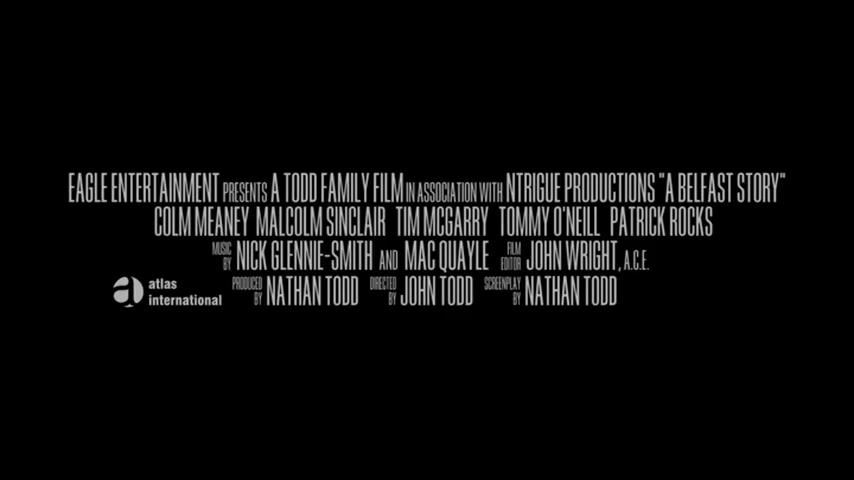 EAGLE ENTERTAINMENT PRESENTS A TODD FAMILY FILM IN ASSOCIATION WITH NTRIGUE PRODUCTIONS "A BELFAST STORY"
COLM MEANEY MALCOLM SINCLAIR TIM MCGARRY TOMMY O'NEILL PATRICK ROCKS
MUSIC BY NICK GLENNIE-SMITH AND MAC QUAYLE FILM EDITOR JOHN WRIGHT, A.C.E.
a atlas international PRODUCED BY NATHAN TODD DIRECTED BY JOHN TODD SCREENPLAY BY NATHAN TODD